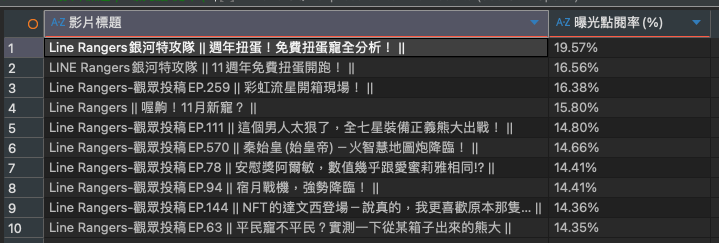 A-Z 影片標題 A-Z 曝光點閱率 (%)
1 Line Rangers銀河特攻隊 || 週年扭蛋！免費扭蛋寵全分析！ || 19.57%
2 LINE Rangers銀河特攻隊 || 11週年免費扭蛋開跑！ || 16.56%
3 Line Rangers-觀眾投稿EP.259 || 彩虹流星開箱現場！ || 16.38%
4 Line Rangers || 喔齁！11月新寵？ || 15.80%
5 Line Rangers-觀眾投稿EP.111 || 這個男人太狠了，全七星裝備正義熊大出戰！ || 14.80%
6 Line Rangers-觀眾投稿EP.570 || 秦始皇(始皇帝)－火智慧地圖炮降臨！ || 14.66%
7 Line Rangers-觀眾投稿EP.78 || 安慰獎阿爾敏，數值幾乎跟愛蜜莉雅相同!? || 14.41%
8 Line Rangers-觀眾投稿EP.94 || 宿月戰機，強勢降臨！ || 14.41%
9 Line Rangers-觀眾投稿EP.144 || NFT的達文西登場－說真的，我更喜歡原本那隻... || 14.36%
10 Line Rangers-觀眾投稿EP.63 || 平民寵不平民？實測一下從某箱子出來的熊大 || 14.35%